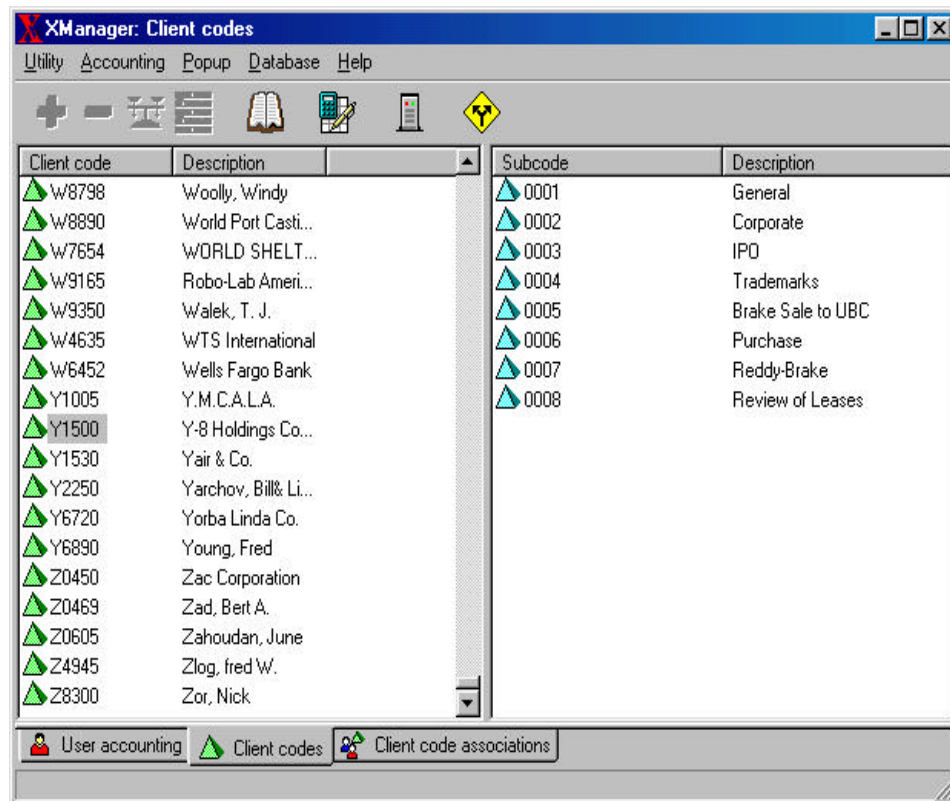 XManager: Client codes
Utility Accounting Popup Database Help
Client code Description
W8798 Woolly, Windy
W8890 World Port Casti...
W7654 WORLD SHELT...
W9165 Robo-Lab Ameri...
W9350 Walek, T. J.
W4635 WTS International
W6452 Wells Fargo Bank
Y1005 Y.M.C.A.L.A.
Y1500 Y-8 Holdings Co...
Y1530 Yair & Co.
Y2250 Yarchov, Bill& Li...
Y6720 Yorba Linda Co.
Y6890 Young, Fred
Z0450 Zac Corporation
Z0469 Zad, Bert A.
Z0605 Zahoudan, June
Z4945 Zlog, fred W.
Z8300 Zor, Nick
Subcode Description
0001 General
0002 Corporate
0003 IPO
0004 Trademarks
0005 Brake Sale to UBC
0006 Purchase
0007 Reddy-Brake
0008 Review of Leases
User accounting Client codes Client code associations